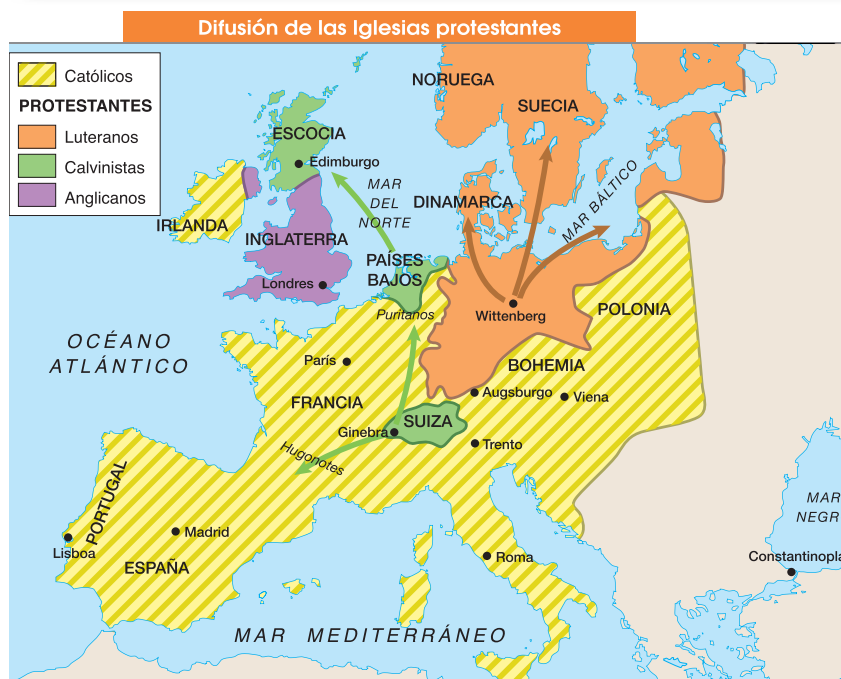 Difusión de las Iglesias protestantes
Católicos
PROTESTANTES
Luteranos
Calvinistas
Anglicanos
NORUEGA
SUECIA
ESCOCIA
Edimburgo
MAR
DEL
NORTE
DINAMARCA
MAR BÁLTICO
IRLANDA
INGLATERRA
Londres
PAÍSES
BAJOS
Puritanos
Wittenberg
POLONIA
OCÉANO
ATLÁNTICO
París
BOHEMIA
FRANCIA
Augsburgo
Viena
SUIZA
Ginebra
Trento
Hugonotes
PORTUGAL
Lisboa
Madrid
ESPAÑA
Roma
MAR
NEGR
Constantinopla
MAR MEDITERRÁNEO